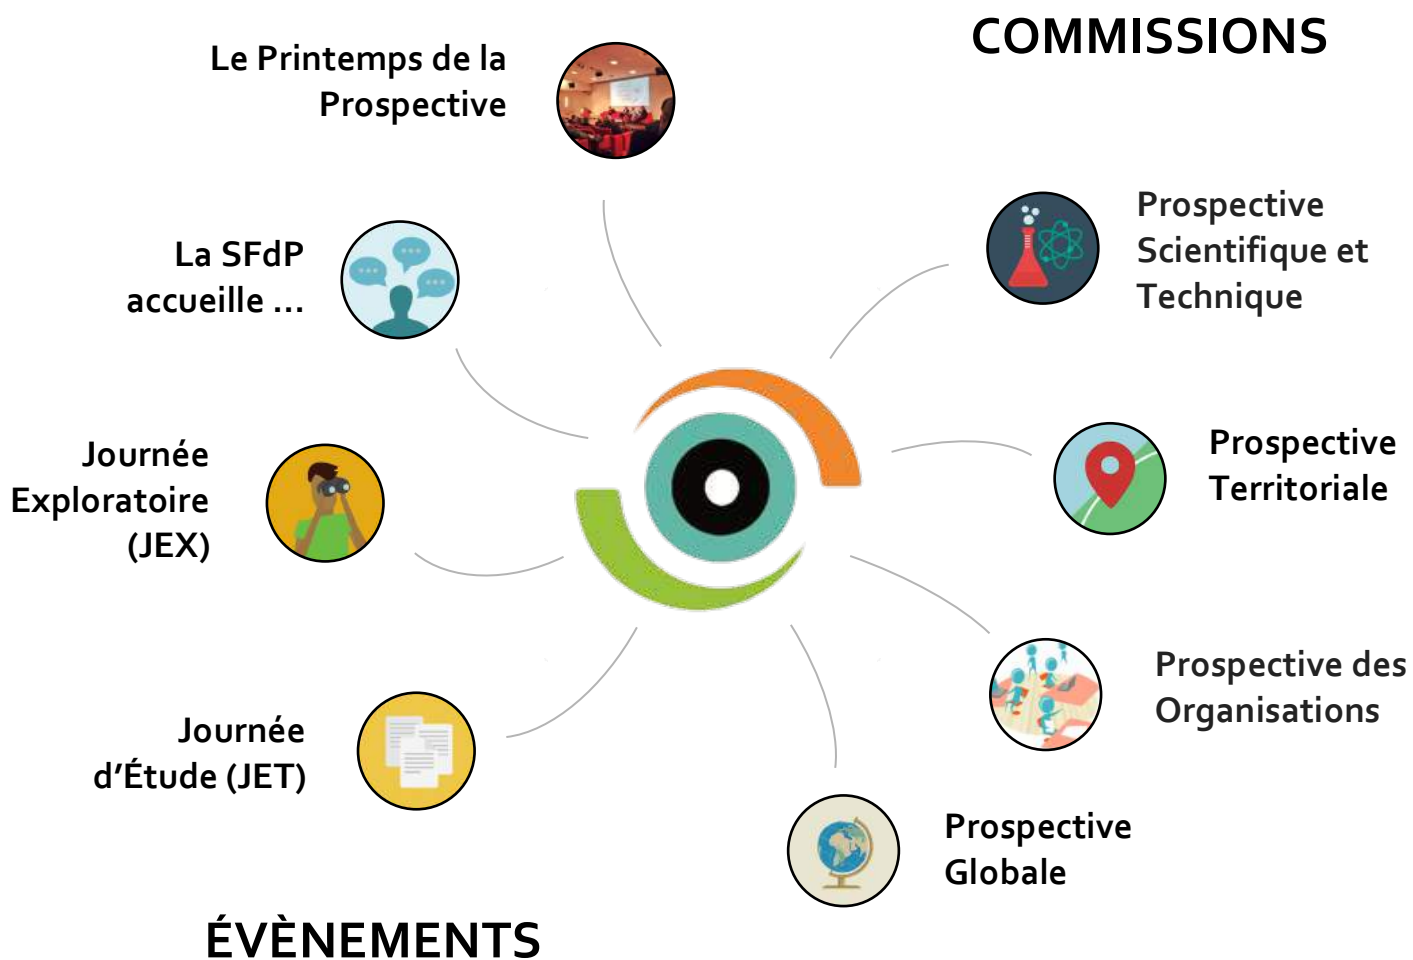 COMMISSIONS
Le Printemps de la
Prospective
La SFdP
accueille ...
Journée
Exploratoire
(JEX)
Journée
d’Étude (JET)
ÉVÈNEMENTS
Prospective
Scientifique et
Technique
Prospective
Territoriale
Prospective des
Organisations
Prospective
Globale